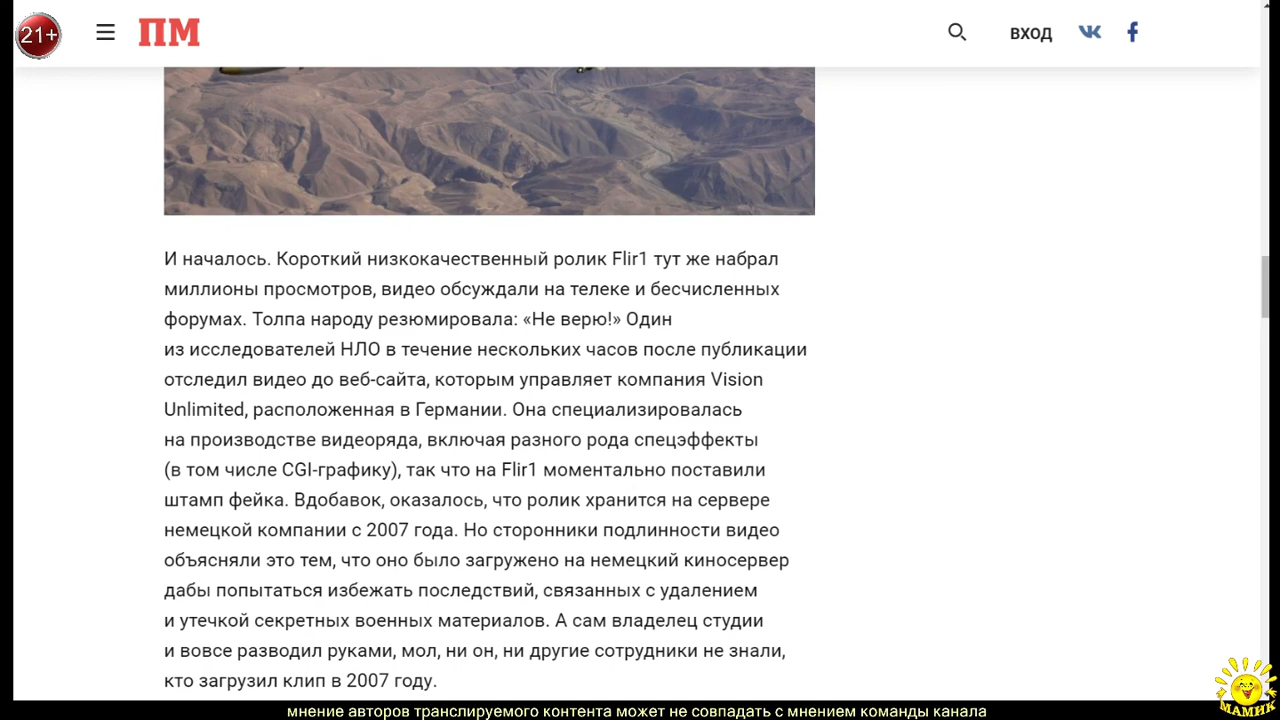 21+
ПМ
ВХОД
И началось. Короткий низкокачественный ролик Flir1 тут же набрал
миллионы просмотров, видео обсуждали на телеке и бесчисленных
форумах. Толпа народу резюмировала: «Не верю!» Один
из исследователей НЛО в течение нескольких часов после публикации
отследил видео до веб-сайта, которым управляет компания Vision
Unlimited, расположенная в Германии. Она специализировалась
на производстве видеоряда, включая разного рода спецэффекты
(в том числе CGI-графику), так что на Flir1 моментально поставили
штамп фейка. Вдобавок, оказалось, что ролик хранится на сервере
немецкой компании с 2007 года. Но сторонники подлинности видео
объясняли это тем, что оно было загружено на немецкий киносервер
дабы попытаться избежать последствий, связанных с удалением
и утечкой секретных военных материалов. А сам владелец студии
и вовсе разводил руками, мол, ни он, ни другие сотрудники не знали,
кто загрузил клип в 2007 году.
МАМИК
мнение авторов транслируемого контента может не совпадать с мнением команды канала